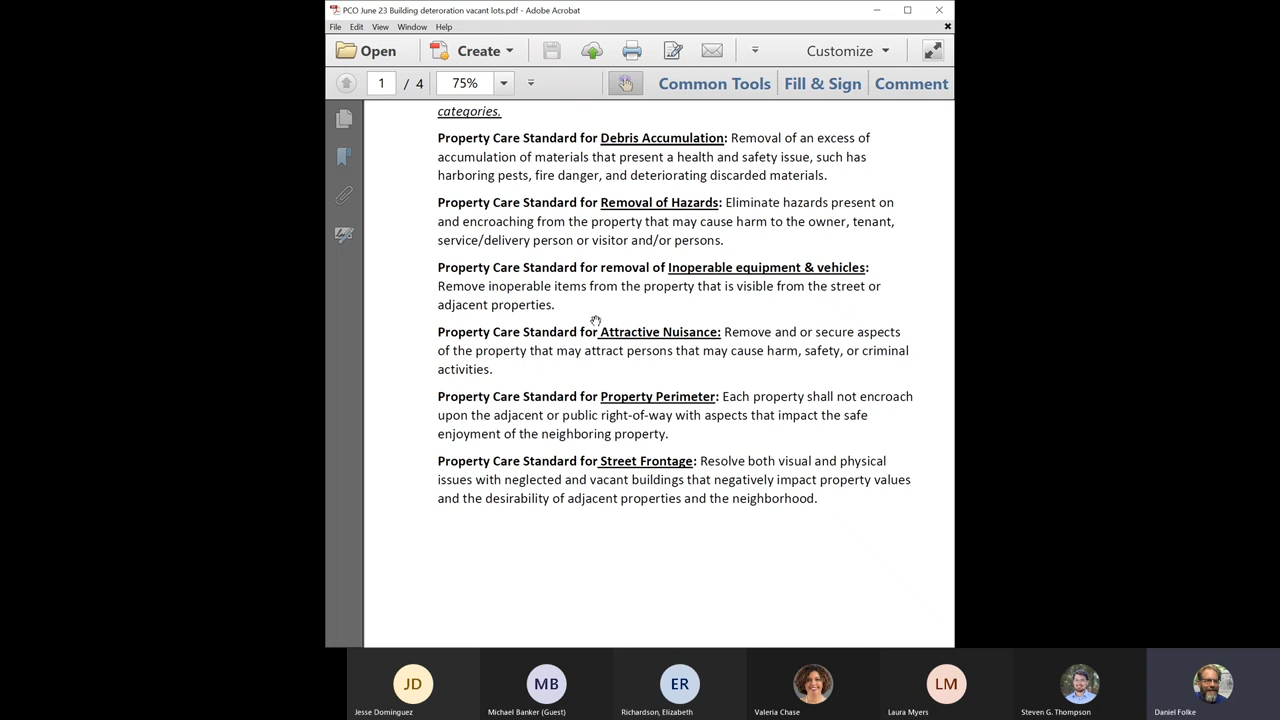 PCO June 23 Building deteroration vacant lots.pdf - Adobe Acrobat
File Edit View Window Help
Open Create Customize
1 / 4 75% Common Tools Fill & Sign Comment
categories.
Property Care Standard for Debris Accumulation: Removal of an excess of
accumulation of materials that present a health and safety issue, such has
harboring pests, fire danger, and deteriorating discarded materials.
Property Care Standard for Removal of Hazards: Eliminate hazards present on
and encroaching from the property that may cause harm to the owner, tenant,
service/delivery person or visitor and/or persons.
Property Care Standard for removal of Inoperable equipment & vehicles:
Remove inoperable items from the property that is visible from the street or
adjacent properties.
Property Care Standard for Attractive Nuisance: Remove and or secure aspects
of the property that may attract persons that may cause harm, safety, or criminal
activities.
Property Care Standard for Property Perimeter: Each property shall not encroach
upon the adjacent or public right-of-way with aspects that impact the safe
enjoyment of the neighboring property.
Property Care Standard for Street Frontage: Resolve both visual and physical
issues with neglected and vacant buildings that negatively impact property values
and the desirability of adjacent properties and the neighborhood.
JD MB ER LM
Jesse Dominguez Michael Banker (Guest) Richardson, Elizabeth Valeria Chase Laura Myers Steven G. Thompson Daniel Folke